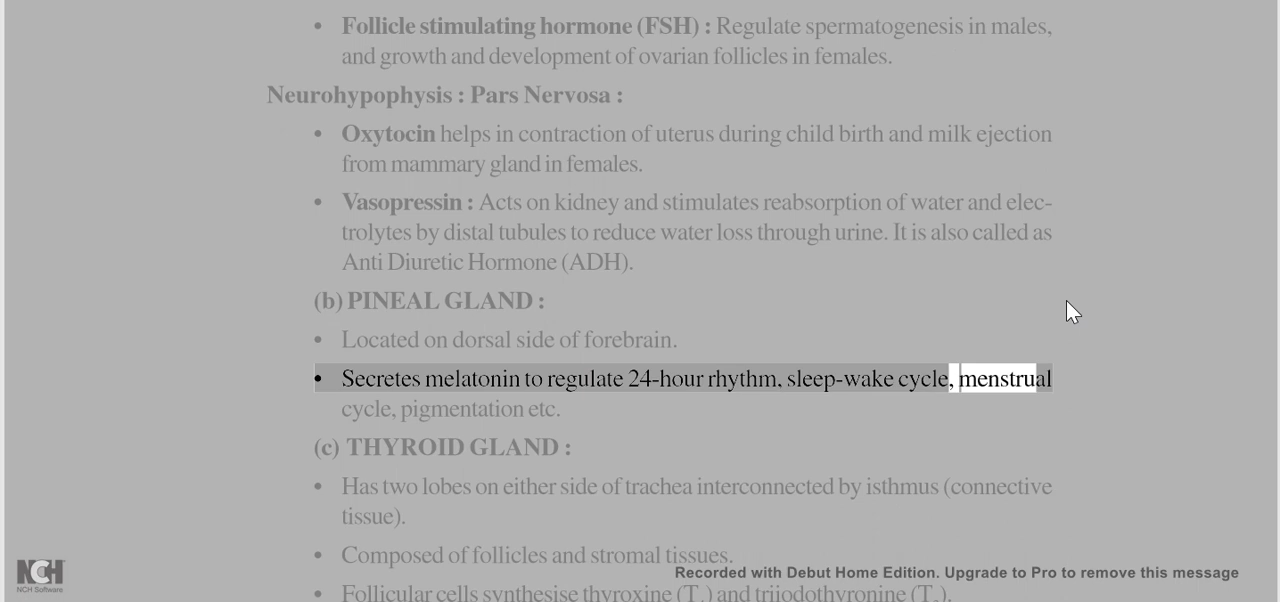 • Follicle stimulating hormone (FSH) : Regulate spermatogenesis in males,
and growth and development of ovarian follicles in females.
Neurohypophysis : Pars Nervosa :
• Oxytocin helps in contraction of uterus during child birth and milk ejection
from mammary gland in females.
• Vasopressin : Acts on kidney and stimulates reabsorption of water and elec-
trolytes by distal tubules to reduce water loss through urine. It is also called as
Anti Diuretic Hormone (ADH).
(b) PINEAL GLAND :
• Located on dorsal side of forebrain.
• Secretes melatonin to regulate 24-hour rhythm, sleep-wake cycle, menstrual
cycle, pigmentation etc.
(c) THYROID GLAND :
• Has two lobes on either side of trachea interconnected by isthmus (connective
tissue).
• Composed of follicles and stromal tissues.
• Follicular cells synthesise thyroxine (T₄) and triiodothyronine (T₃).
NCH
NCH Software
Recorded with Debut Home Edition. Upgrade to Pro to remove this message